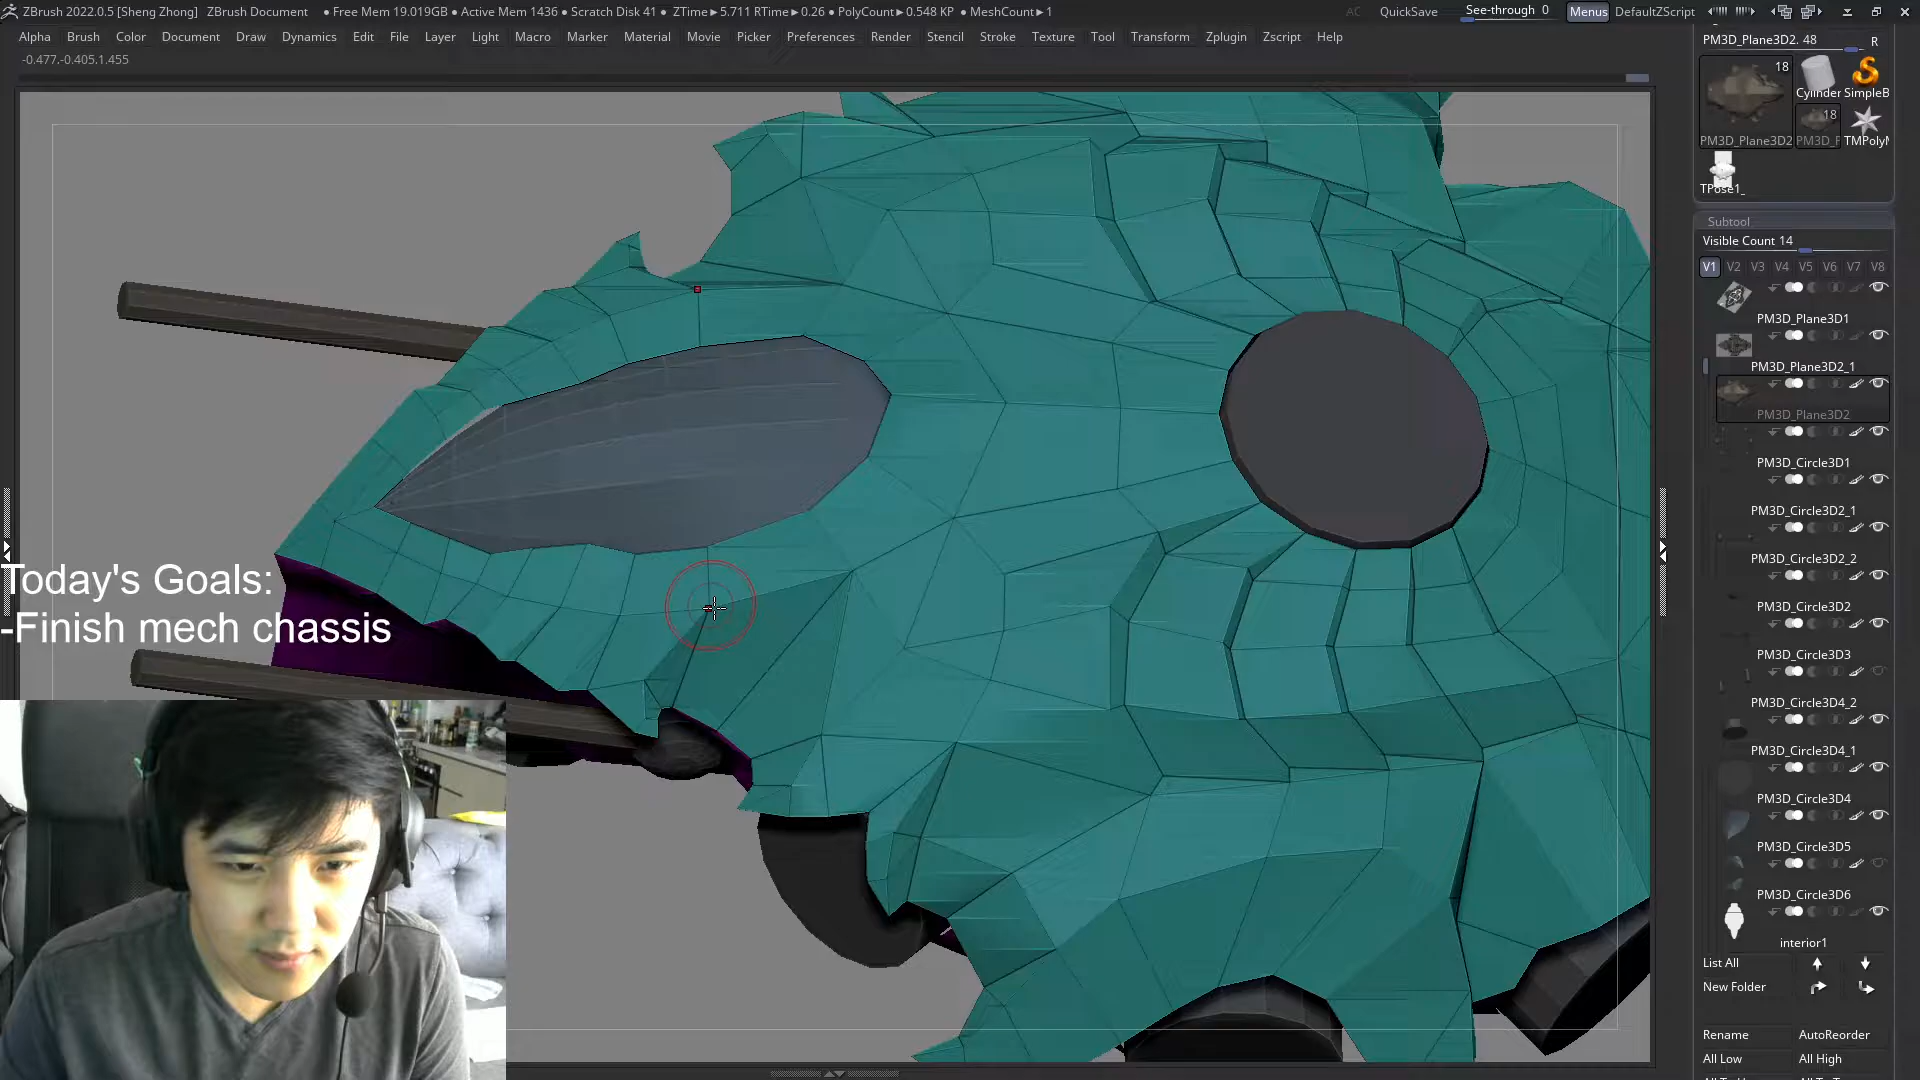 ZBrush 2022.0.5 [Sheng Zhong] ZBrush Document ● Free Mem 19.019GB ● Active Mem 1436 ● Scratch Disk 41 ● ZTime►5.711 RTime►0.26 ● PolyCount►0.548 KP ● MeshCount►1 AC QuickSave See-through 0 Menus DefaultZScript
Alpha Brush Color Document Draw Dynamics Edit File Layer Light Macro Marker Material Movie Picker Preferences Render Stencil Stroke Texture Tool Transform Zplugin Zscript Help
-0.477,-0.405,1.455
PM3D_Plane3D2. 48 R
18
Cylinder SimpleB
18
PM3D_Plane3D2 PM3D_P TMPolyM
TPose1_
Subtool
Visible Count 14
V1 V2 V3 V4 V5 V6 V7 V8
PM3D_Plane3D1
PM3D_Plane3D2_1
PM3D_Plane3D2
PM3D_Circle3D1
PM3D_Circle3D2_1
PM3D_Circle3D2_2
PM3D_Circle3D2
PM3D_Circle3D3
PM3D_Circle3D4_2
PM3D_Circle3D4_1
PM3D_Circle3D4
PM3D_Circle3D5
PM3D_Circle3D6
interior1
List All
New Folder
Rename AutoReorder
All Low All High
Today's Goals:
-Finish mech chassis